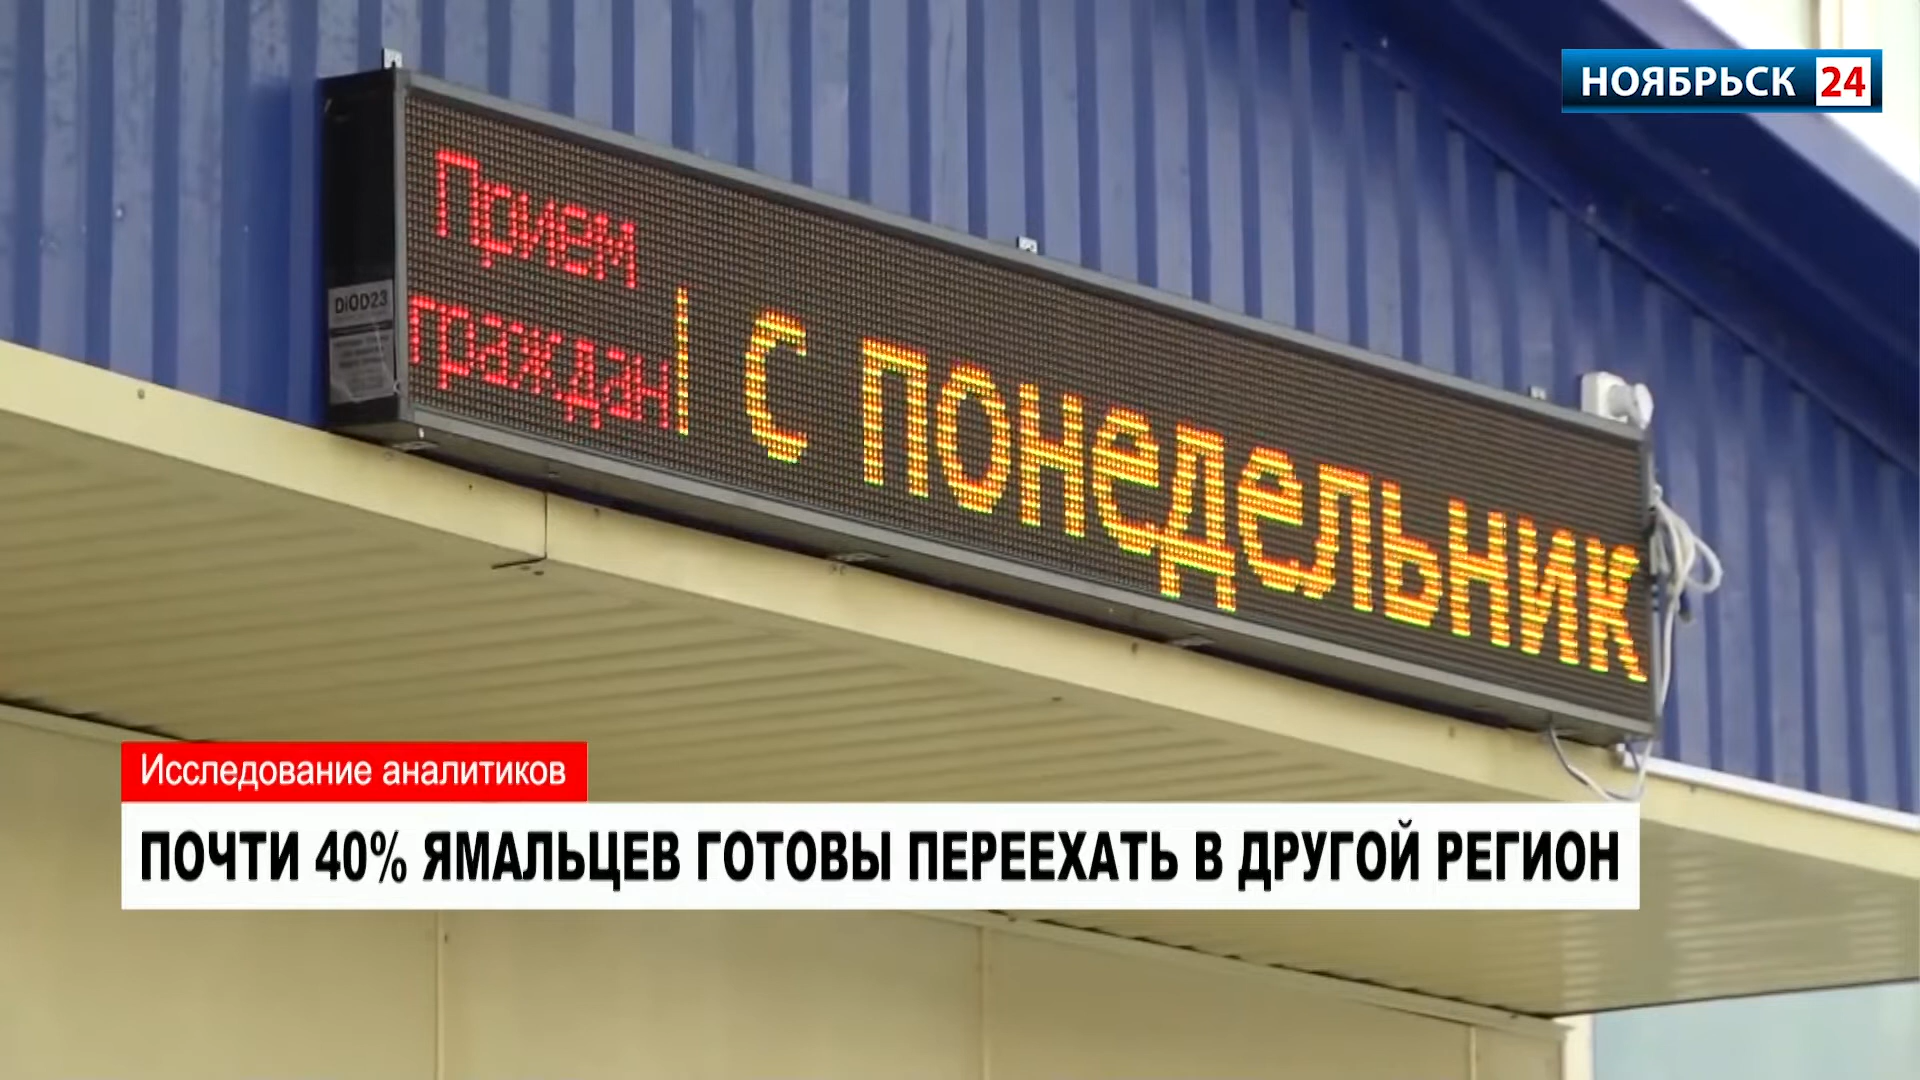 НОЯБРЬСК 24
Прием
граждан
с понедельник
DiOD23
Исследование аналитиков
ПОЧТИ 40% ЯМАЛЬЦЕВ ГОТОВЫ ПЕРЕЕХАТЬ В ДРУГОЙ РЕГИОН